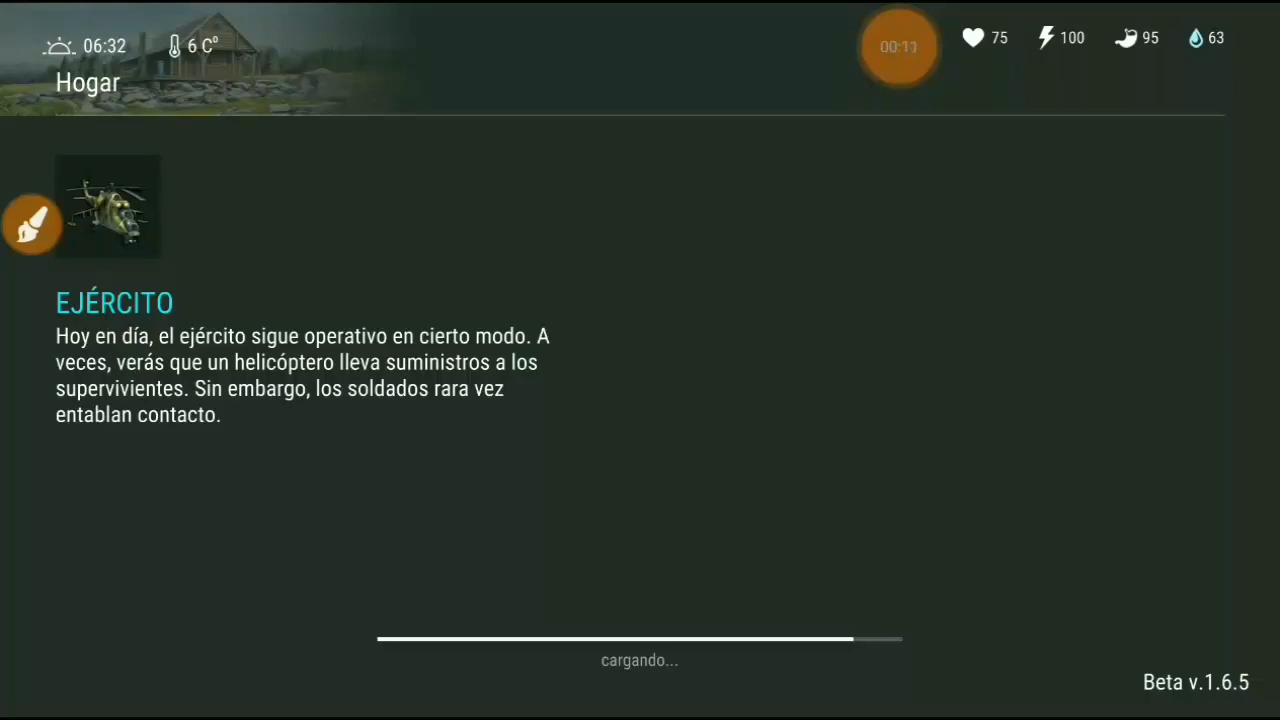 06:32
6 C°
00:11
75
100
95
63
Hogar
EJÉRCITO
Hoy en día, el ejército sigue operativo en cierto modo. A
veces, verás que un helicóptero lleva suministros a los
supervivientes. Sin embargo, los soldados rara vez
entablan contacto.
cargando...
Beta v.1.6.5